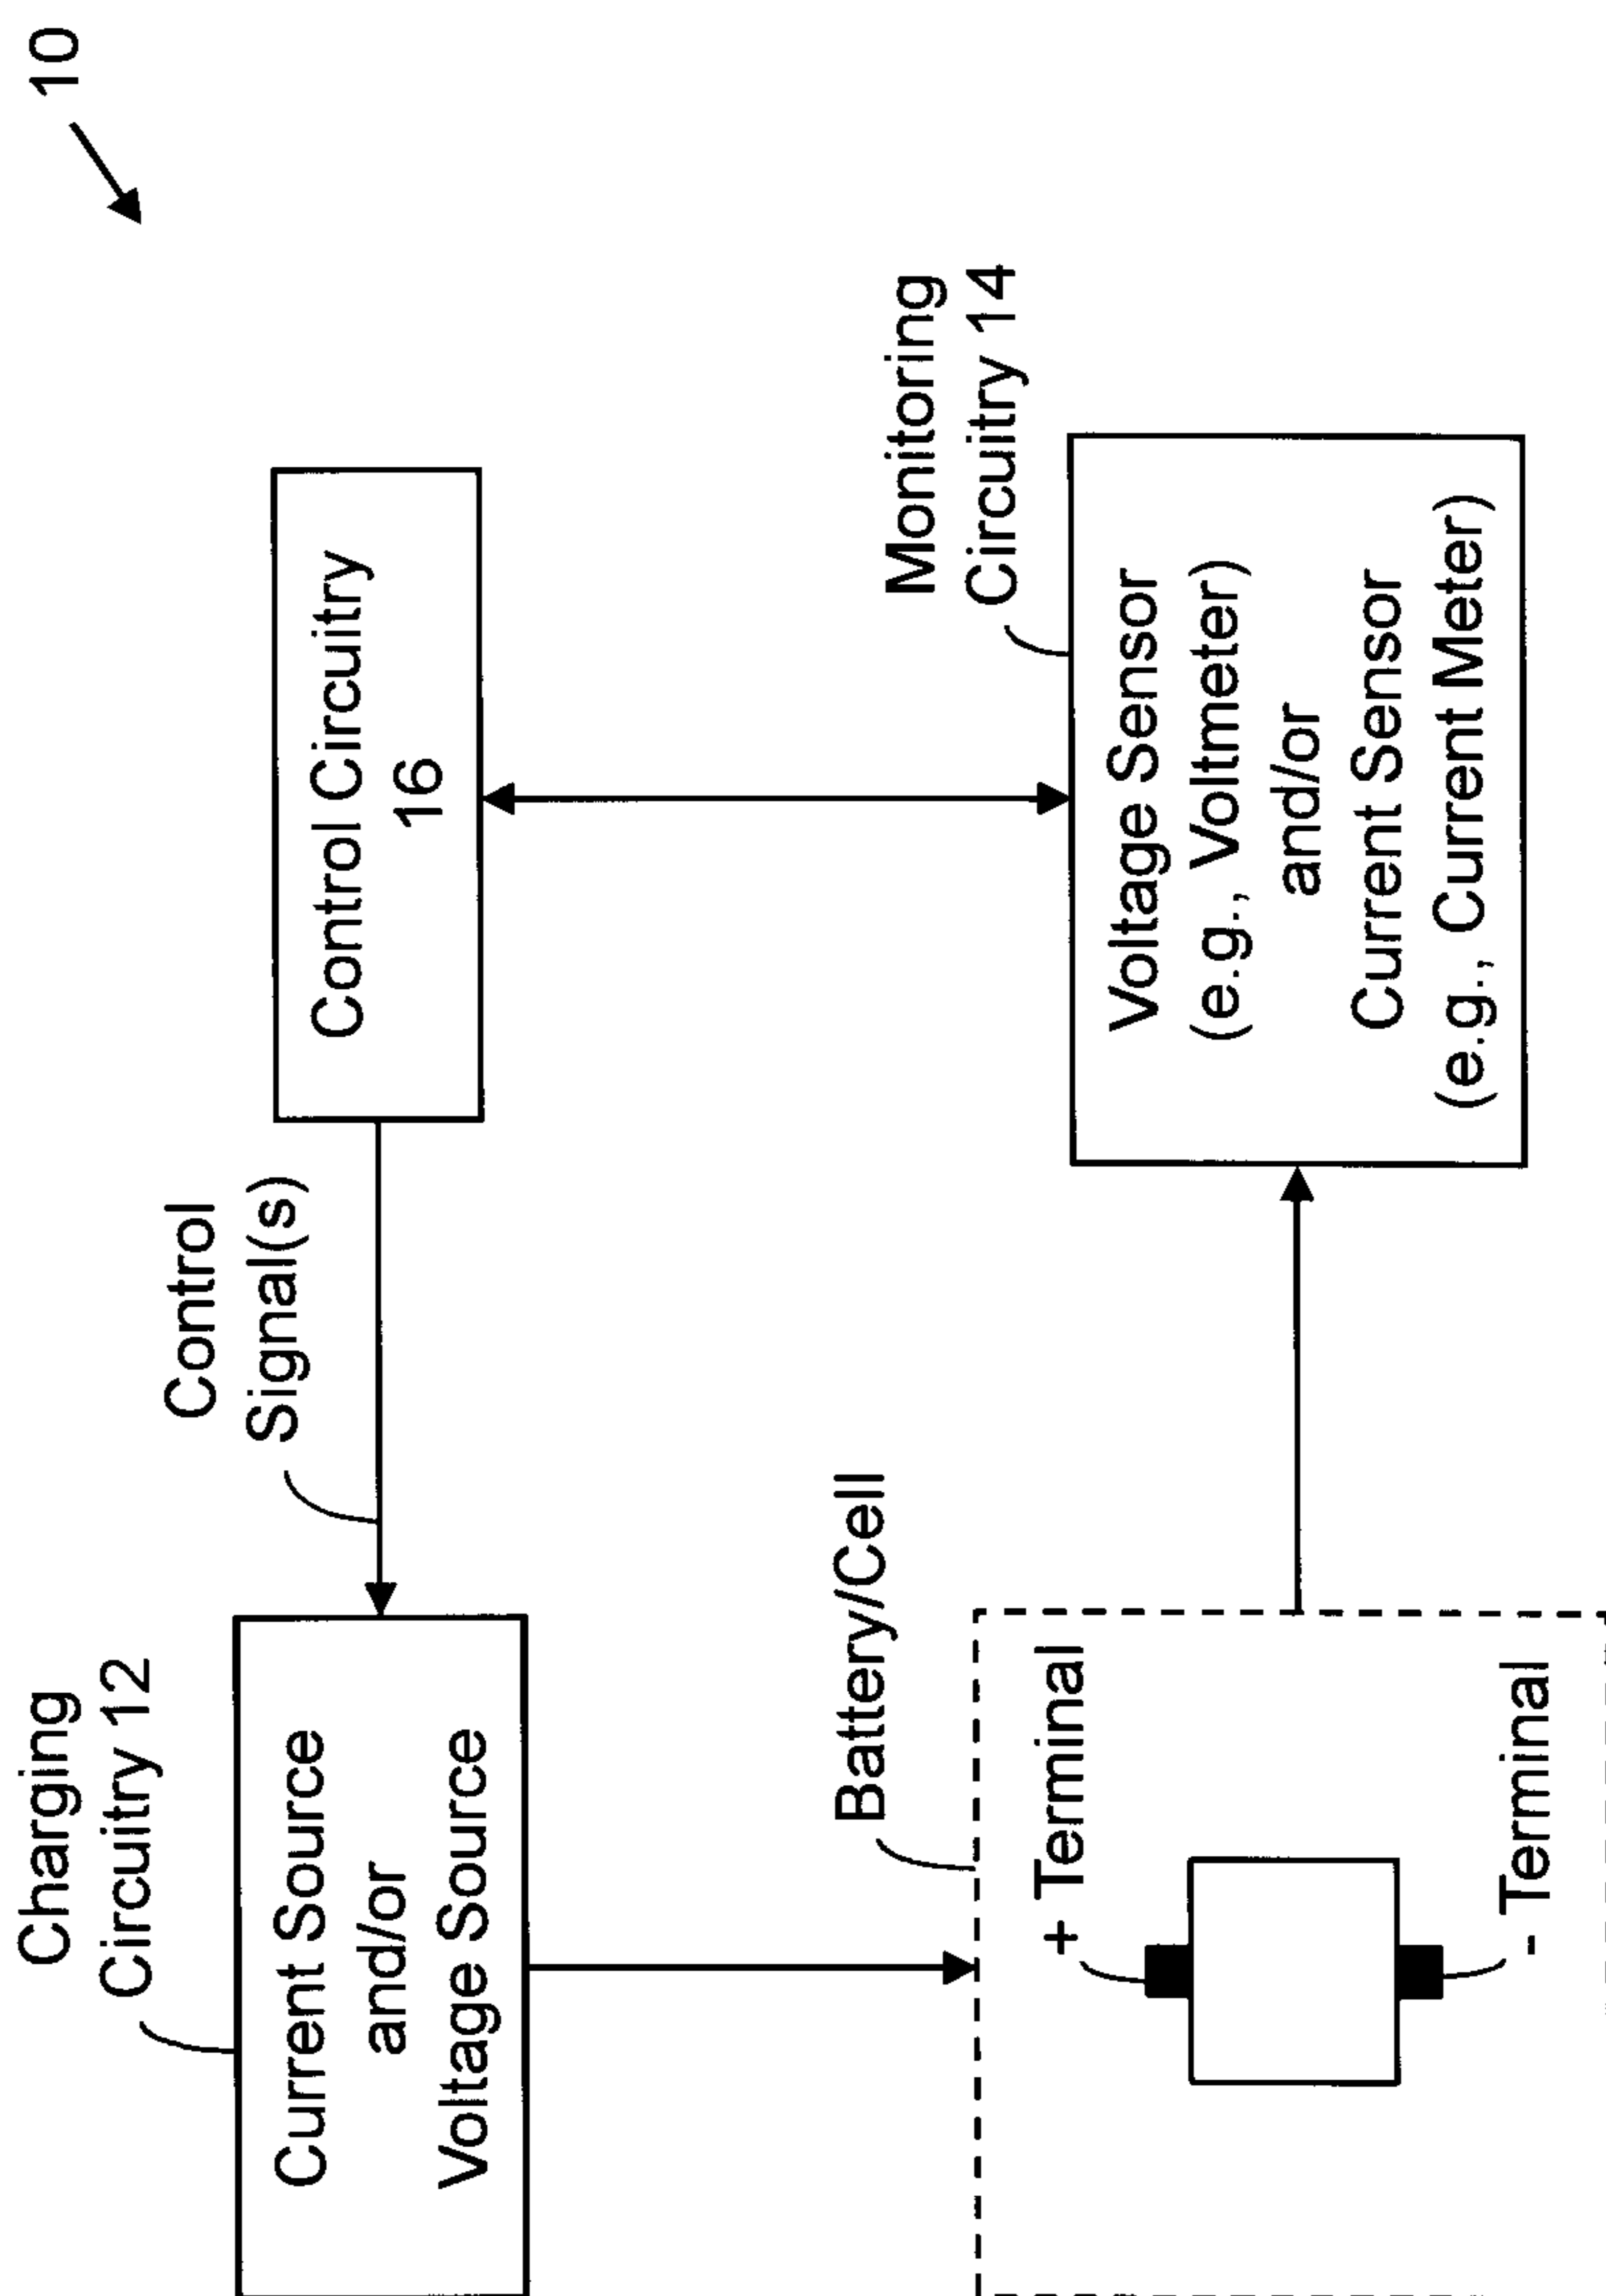 10
Charging
Circuitry 12
Current Source
and/or
Voltage Source
Control
Signal(s)
Control Circuitry
16
Battery/Cell
+ Terminal
- Terminal
Monitoring
Circuitry 14
Voltage Sensor
(e.g., Voltmeter)
and/or
Current Sensor
(e.g., Current Meter)